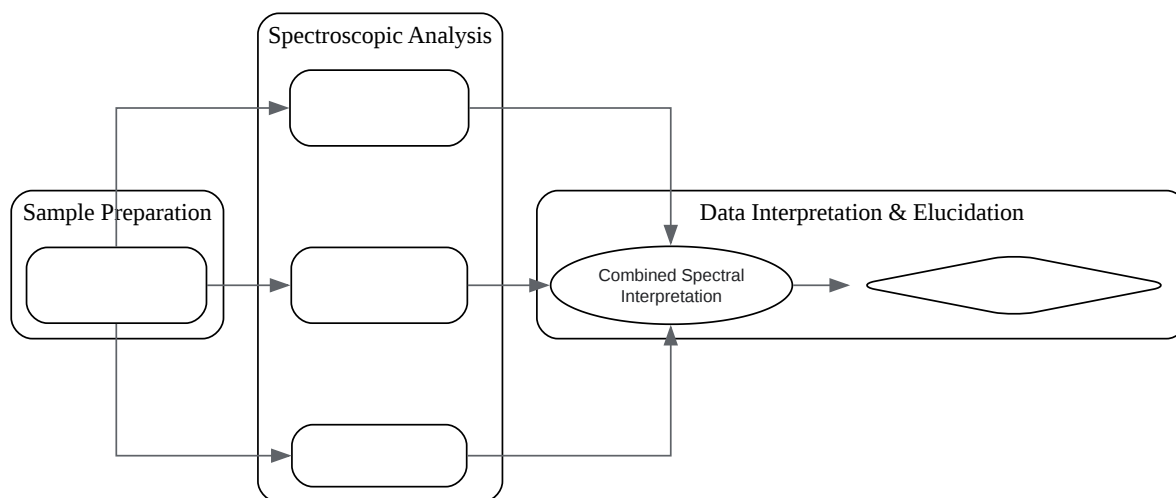 Spectroscopic Analysis
Sample Preparation
Data Interpretation & Elucidation
Combined Spectral
Interpretation